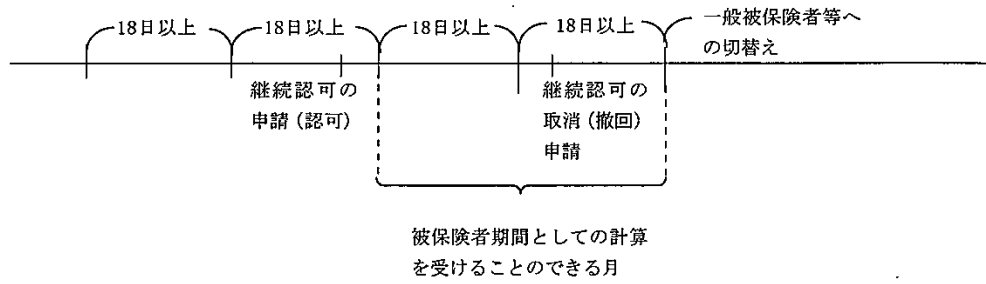 18日以上
18日以上
18日以上
18日以上
一般被保険者等へ
の切替え
継続認可の
申請（認可）
継続認可の
取消（撤回）
申請
被保険者期間としての計算
を受けることのできる月